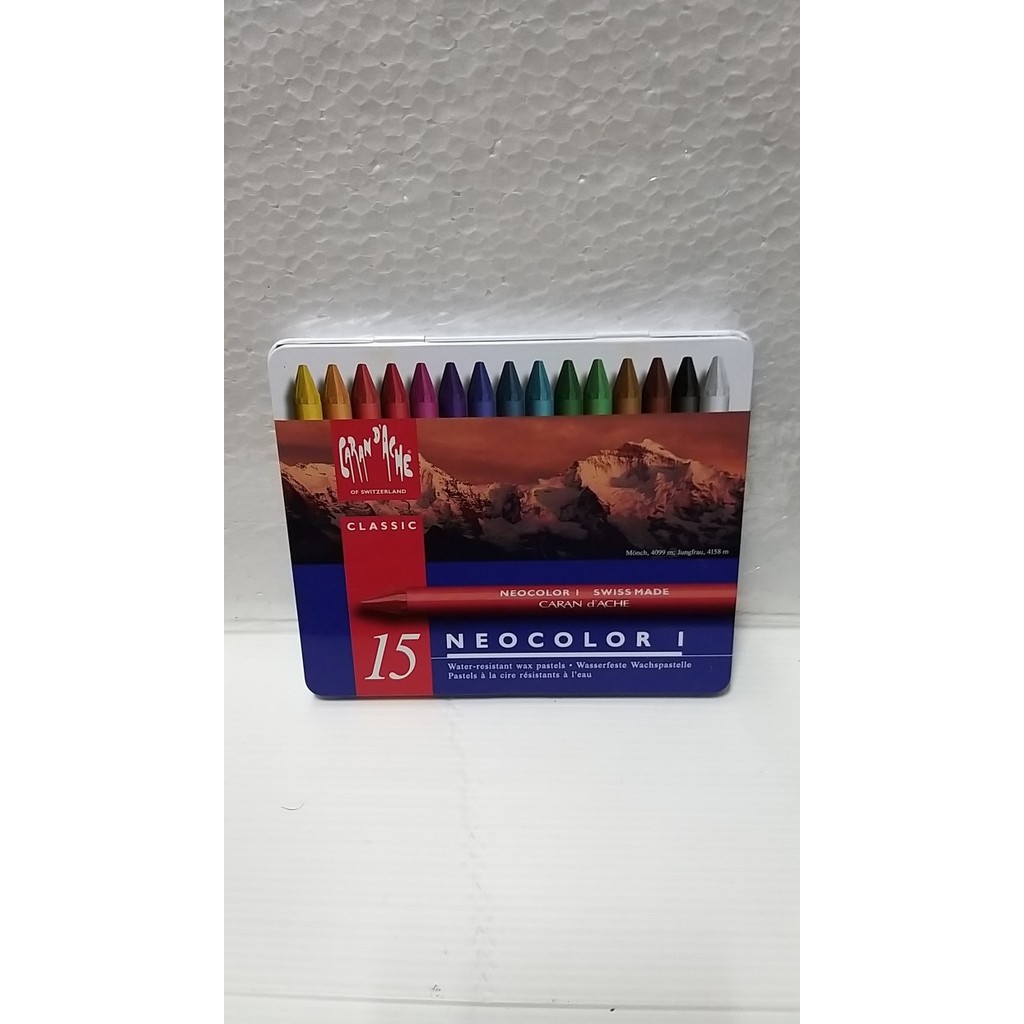 CARAN D'ACHE
OF SWITZERLAND
CLASSIC
Mönch, 4099 m; Jungfrau, 4158 m
NEOCOLOR I SWISS MADE
CARAN d'ACHE
15
NEOCOLOR I
Water-resistant wax pastels • Wasserfeste Wachspastelle
Pastels à la cire résistants à l'eau